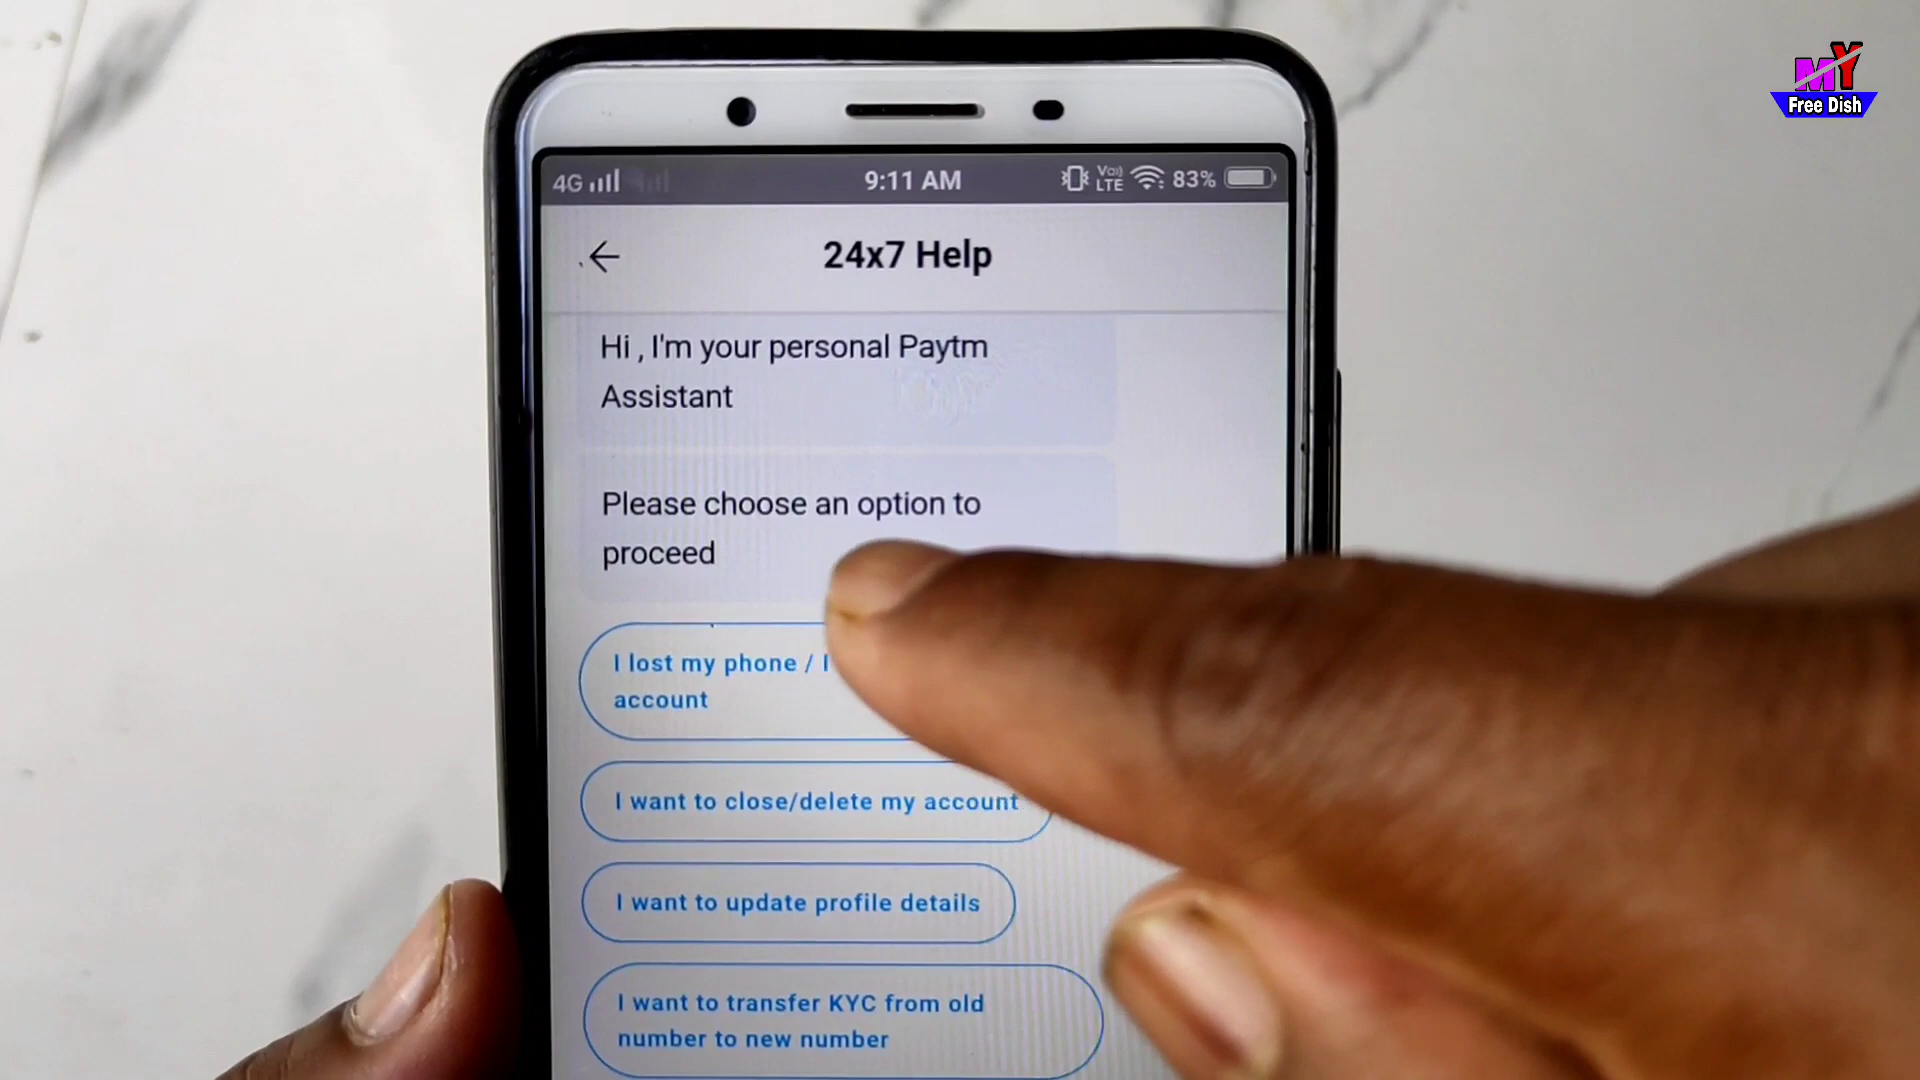 MY
Free Dish
4G
9:11 AM
Vo))
LTE
83%
24x7 Help
Hi , I'm your personal Paytm
Assistant
Please choose an option to
proceed
I lost my phone / I
account
I want to close/delete my account
I want to update profile details
I want to transfer KYC from old
number to new number